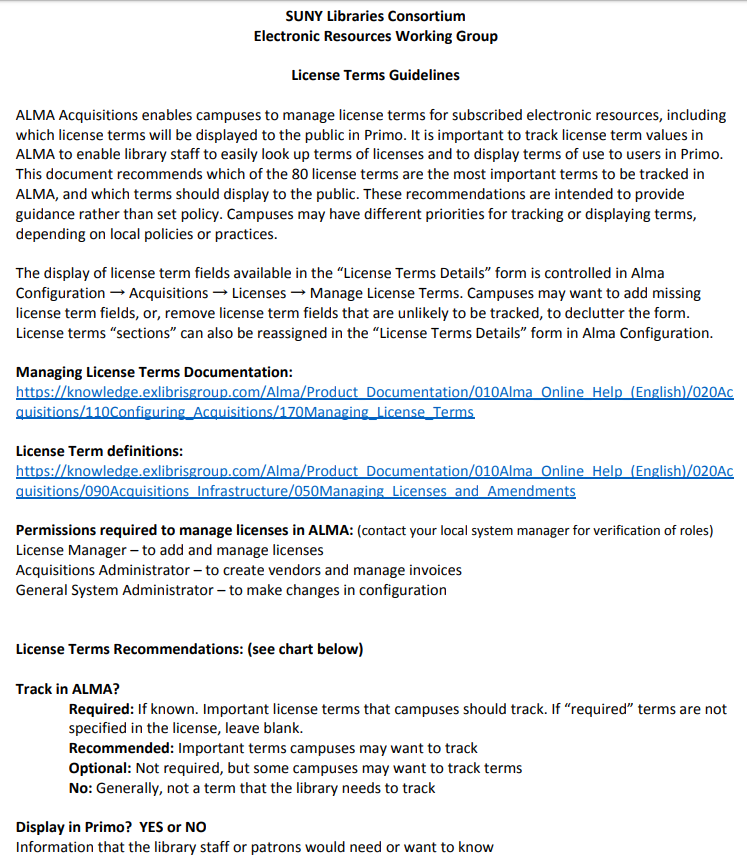 SUNY Libraries Consortium
Electronic Resources Working Group
License Terms Guidelines
ALMA Acquisitions enables campuses to manage license terms for subscribed electronic resources, including
which license terms will be displayed to the public in Primo. It is important to track license term values in
ALMA to enable library staff to easily look up terms of licenses and to display terms of use to users in Primo.
This document recommends which of the 80 license terms are the most important terms to be tracked in
ALMA, and which terms should display to the public. These recommendations are intended to provide
guidance rather than set policy. Campuses may have different priorities for tracking or displaying terms,
depending on local policies or practices.
The display of license term fields available in the “License Terms Details” form is controlled in Alma
Configuration → Acquisitions → Licenses → Manage License Terms. Campuses may want to add missing
license term fields, or, remove license term fields that are unlikely to be tracked, to declutter the form.
License terms “sections” can also be reassigned in the “License Terms Details” form in Alma Configuration.
Managing License Terms Documentation:
https://knowledge.exlibrisgroup.com/Alma/Product_Documentation/010Alma_Online_Help_(English)/020Ac
quisitions/110Configuring_Acquisitions/170Managing_License_Terms
License Term definitions:
https://knowledge.exlibrisgroup.com/Alma/Product_Documentation/010Alma_Online_Help_(English)/020Ac
quisitions/090Acquisitions_Infrastructure/050Managing_Licenses_and_Amendments
Permissions required to manage licenses in ALMA: (contact your local system manager for verification of roles)
License Manager – to add and manage licenses
Acquisitions Administrator – to create vendors and manage invoices
General System Administrator – to make changes in configuration
License Terms Recommendations: (see chart below)
Track in ALMA?
Required: If known. Important license terms that campuses should track. If “required” terms are not
specified in the license, leave blank.
Recommended: Important terms campuses may want to track
Optional: Not required, but some campuses may want to track terms
No: Generally, not a term that the library needs to track
Display in Primo? YES or NO
Information that the library staff or patrons would need or want to know